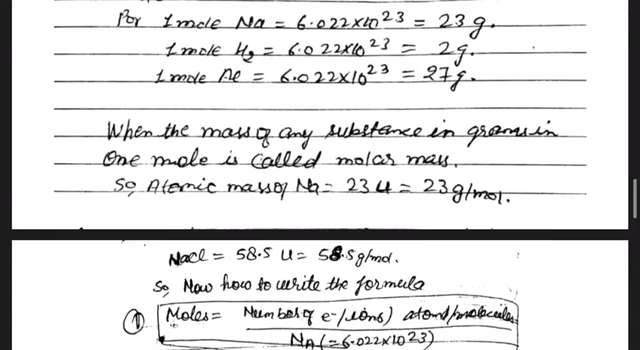 For 1 mole Na = 6.022×10^23 = 23 g.
1 mole H2 = 6.022×10^23 = 2g.
1 mole Al = 6.022×10^23 = 27g.
When the mass of any substance in grams in
one mole is called molar mass.
So, Atomic mass of Na = 23 u = 23 g/mol.
NaCl = 58.5 u = 58.5 g/mol.
So, Now how to write the formula
① Moles = Number of e-/ions) atoms/molecules
NA (= 6.022×10^23)